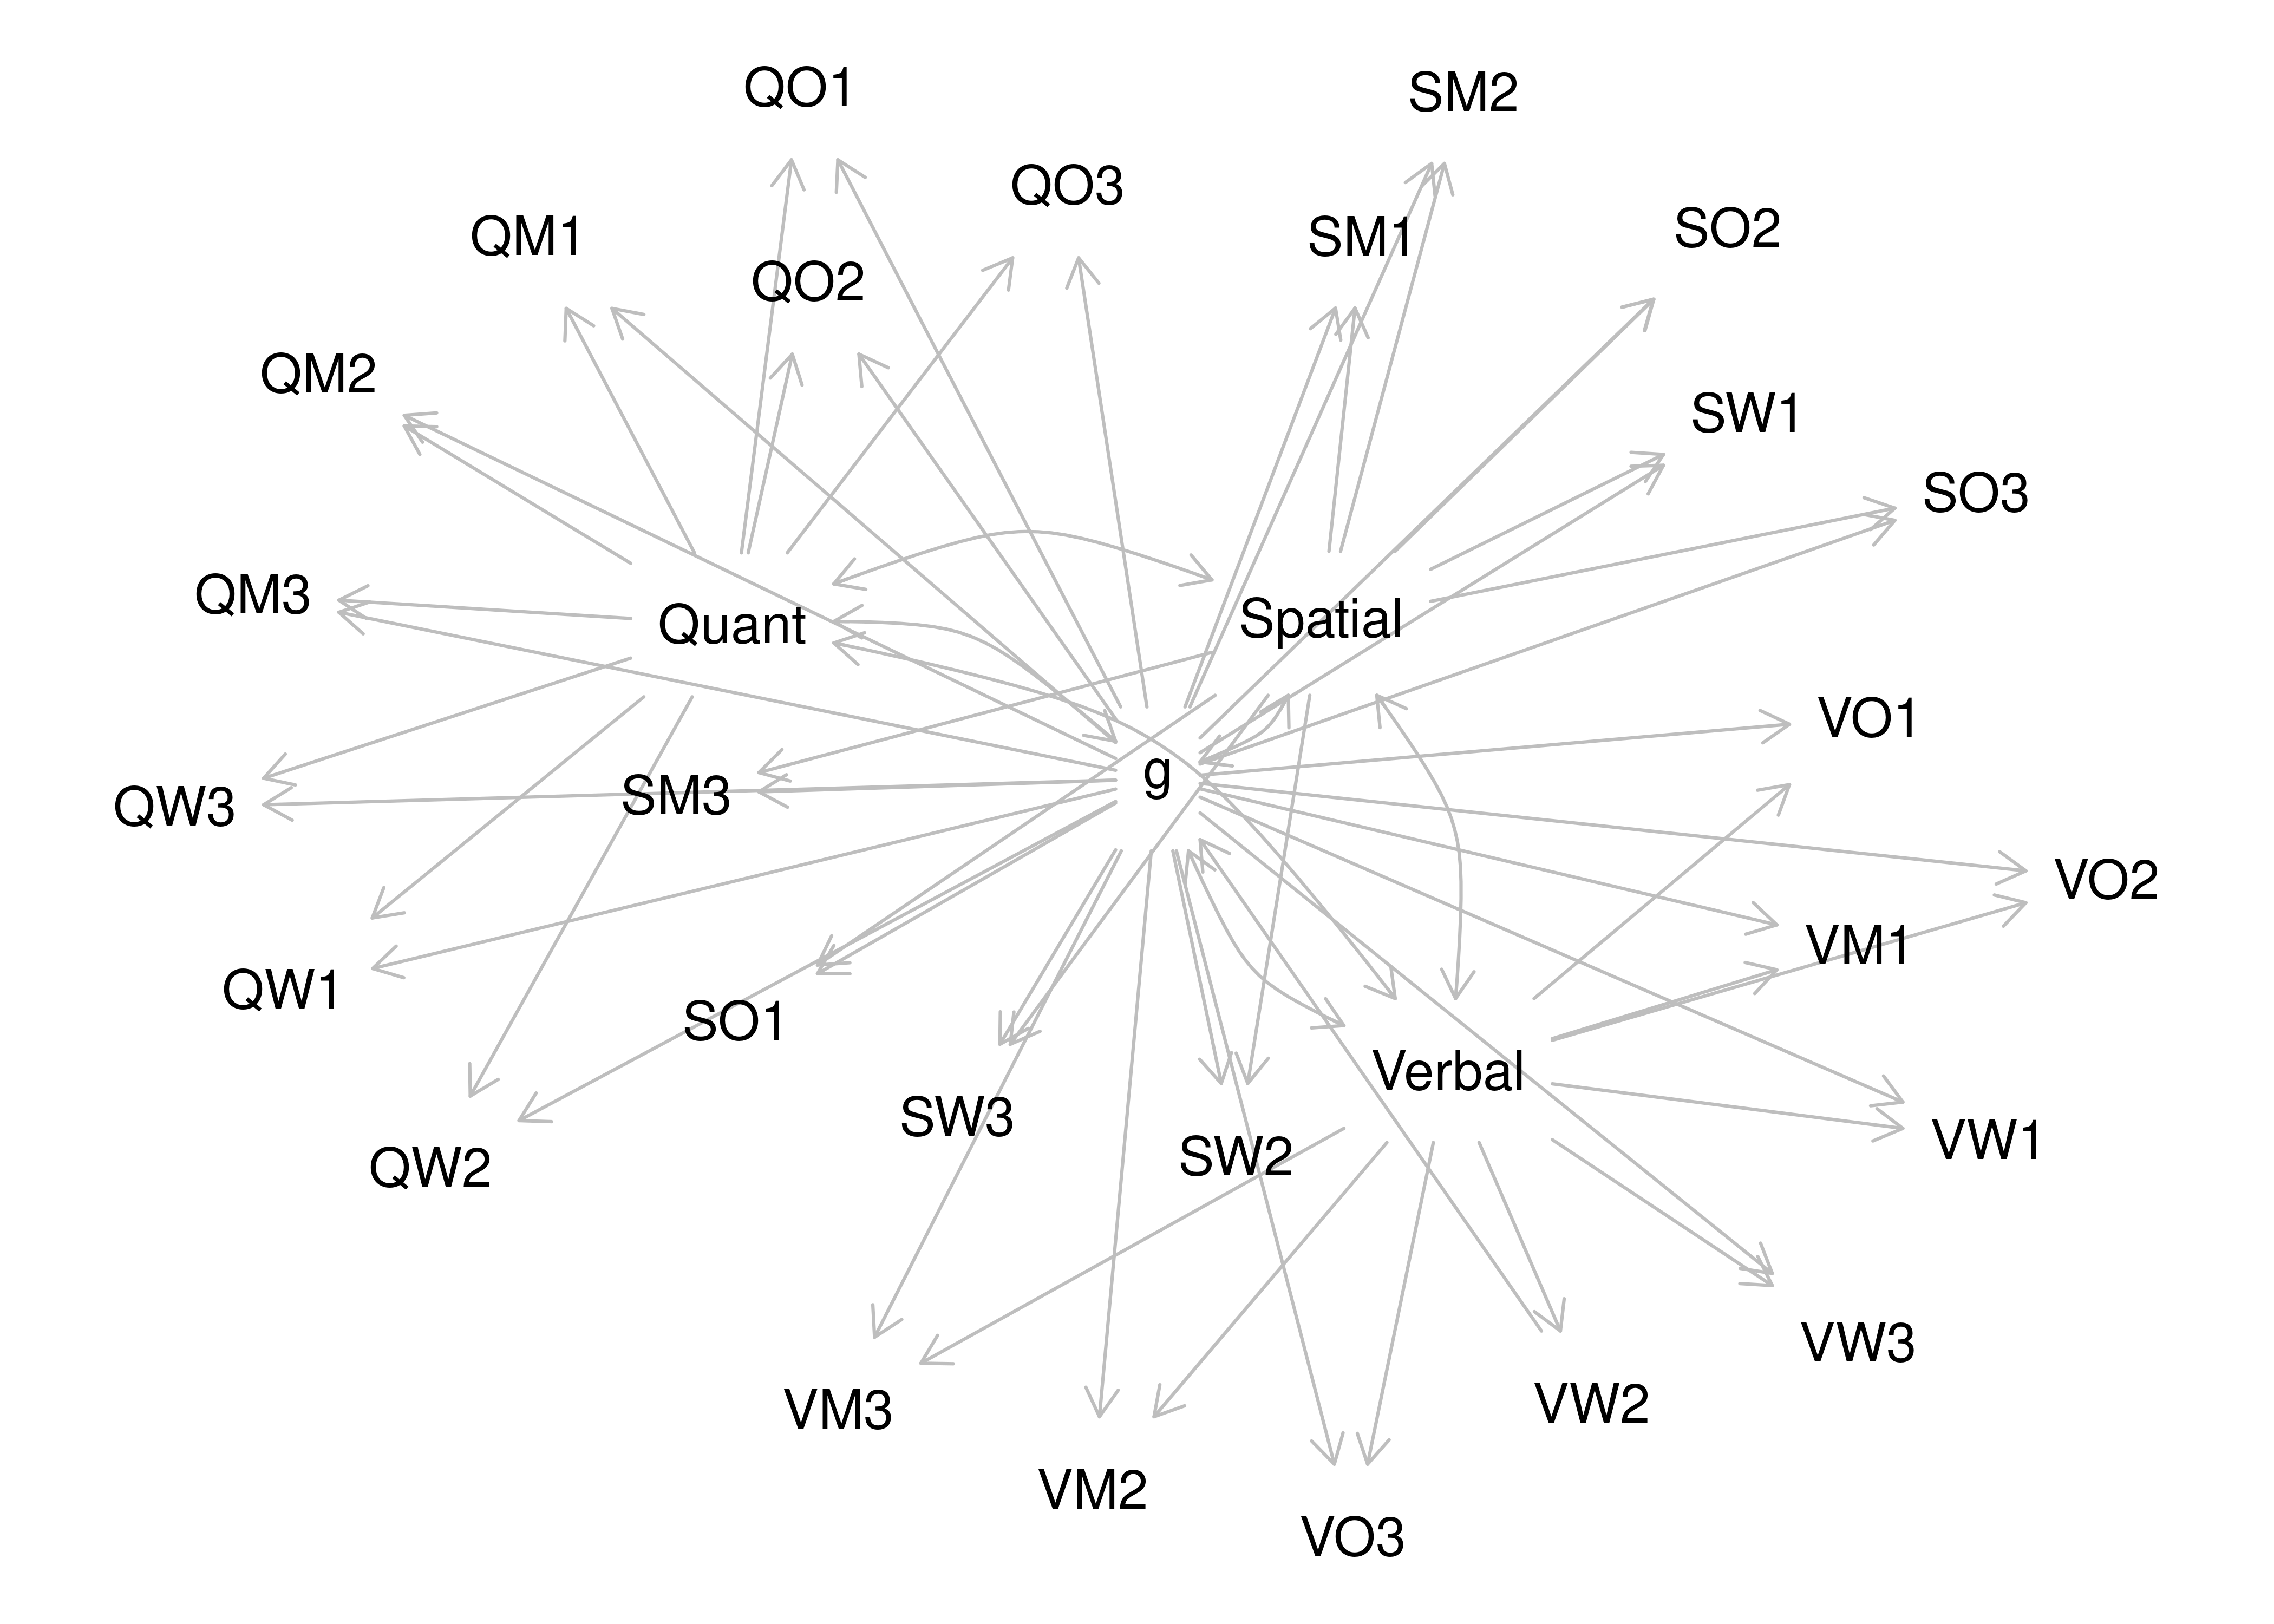 QO1
SM2
QO3
SO2
QM1
SM1
QO2
QM2
SW1
SO3
QM3
Quant
Spatial
VO1
g
SM3
QW3
VO2
VM1
QW1
SO1
Verbal
SW3
VW1
SW2
QW2
VW3
VW2
VM3
VM2
VO3